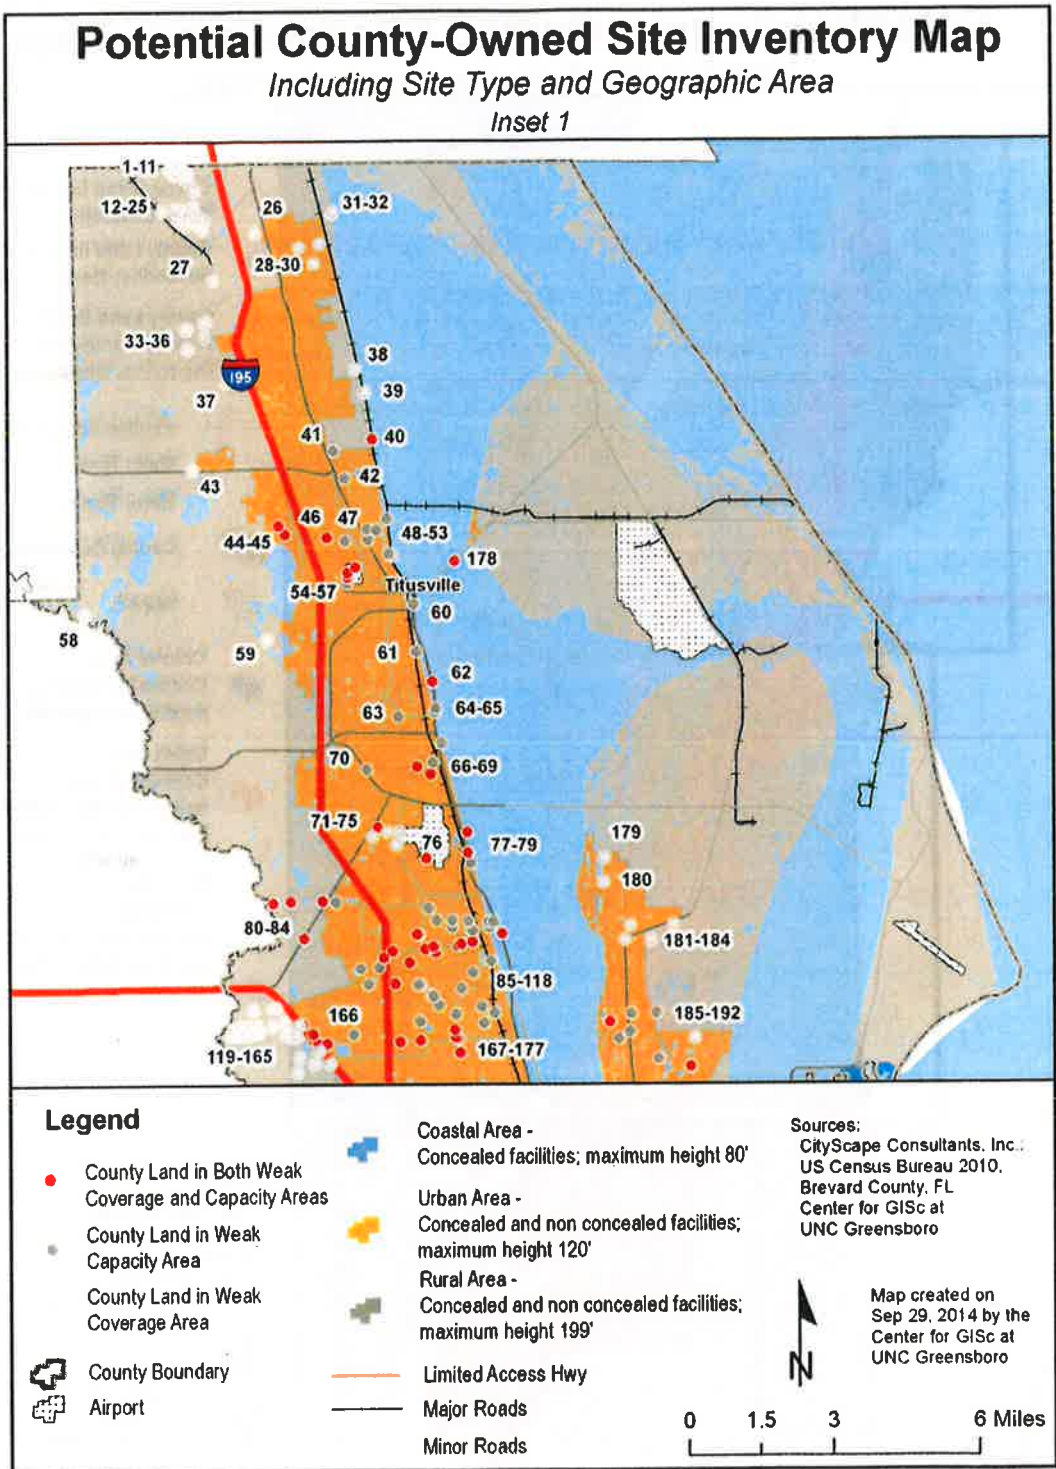 Potential County-Owned Site Inventory Map
Including Site Type and Geographic Area
Inset 1
1-11
12-25
26
31-32
27
28-30
33-36
38
195
37
39
41
40
42
43
46
47
44-45
48-53
178
54-57
Titusville
60
58
59
61
62
63
64-65
70
66-69
71-75
76
77-79
179
180
80-84
181-184
85-118
166
185-192
119-165
167-177
Legend
County Land in Both Weak
Coverage and Capacity Areas
County Land in Weak
Capacity Area
County Land in Weak
Coverage Area
County Boundary
Airport
Coastal Area -
Concealed facilities; maximum height 80'
Urban Area -
Concealed and non concealed facilities;
maximum height 120'
Rural Area -
Concealed and non concealed facilities;
maximum height 199'
Limited Access Hwy
Major Roads
Minor Roads
Sources:
CityScape Consultants, Inc.;
US Census Bureau 2010,
Brevard County, FL
Center for GISc at
UNC Greensboro
N
Map created on
Sep 29, 2014 by the
Center for GISc at
UNC Greensboro
0 1.5 3 6 Miles